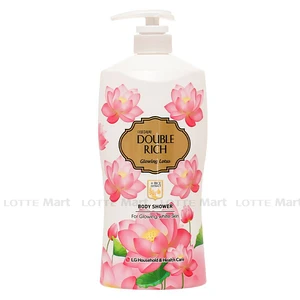 DOUBLE
RICH
Glowing Lotus
BODY SHOWER
For Glowing White Skin
LG Household & Health Care
LOTTE Mart LOTTE Mart LOTTE Mart